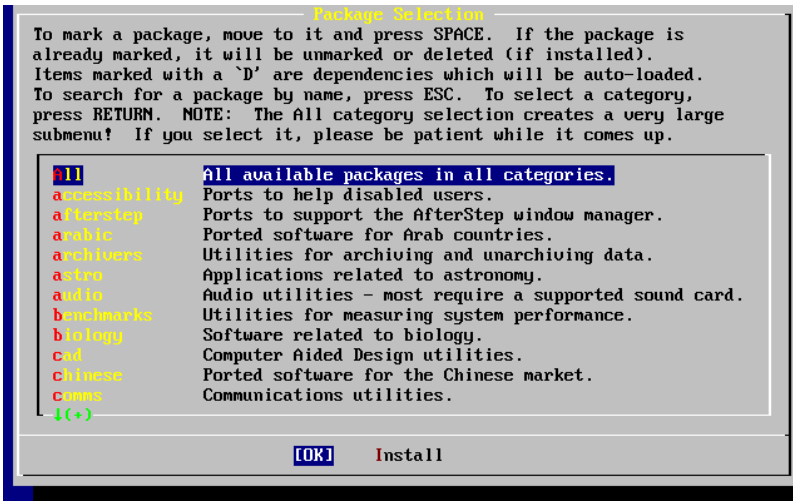 Package Selection
To mark a package, move to it and press SPACE.  If the package is
already marked, it will be unmarked or deleted (if installed).
Items marked with a `D' are dependencies which will be auto-loaded.
To search for a package by name, press ESC.  To select a category,
press RETURN.  NOTE:  The All category selection creates a very large
submenu!  If you select it, please be patient while it comes up.
All All available packages in all categories.
accessibility Ports to help disabled users.
afterstep Ports to support the AfterStep window manager.
arabic Ported software for Arab countries.
archivers Utilities for archiving and unarchiving data.
astro Applications related to astronomy.
audio Audio utilities - most require a supported sound card.
benchmarks Utilities for measuring system performance.
biology Software related to biology.
cad Computer Aided Design utilities.
chinese Ported software for the Chinese market.
comms Communications utilities.
↓(+)
[OK] Install